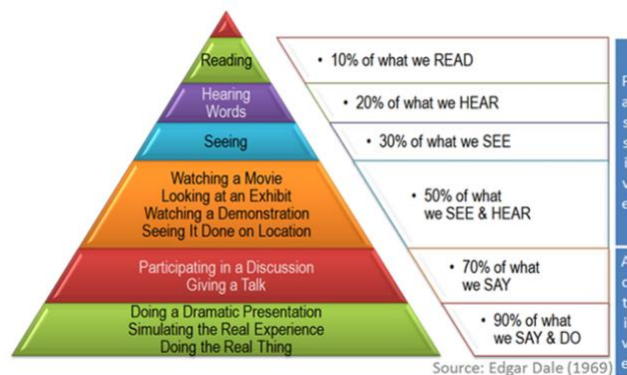 Reading
• 10% of what we READ
Hearing
Words
• 20% of what we HEAR
Seeing
• 30% of what we SEE
Watching a Movie
Looking at an Exhibit
Watching a Demonstration
Seeing It Done on Location
• 50% of what
we SEE & HEAR
Participating in a Discussion
Giving a Talk
• 70% of what
we SAY
Doing a Dramatic Presentation
Simulating the Real Experience
Doing the Real Thing
• 90% of what
we SAY & DO
Source: Edgar Dale (1969)